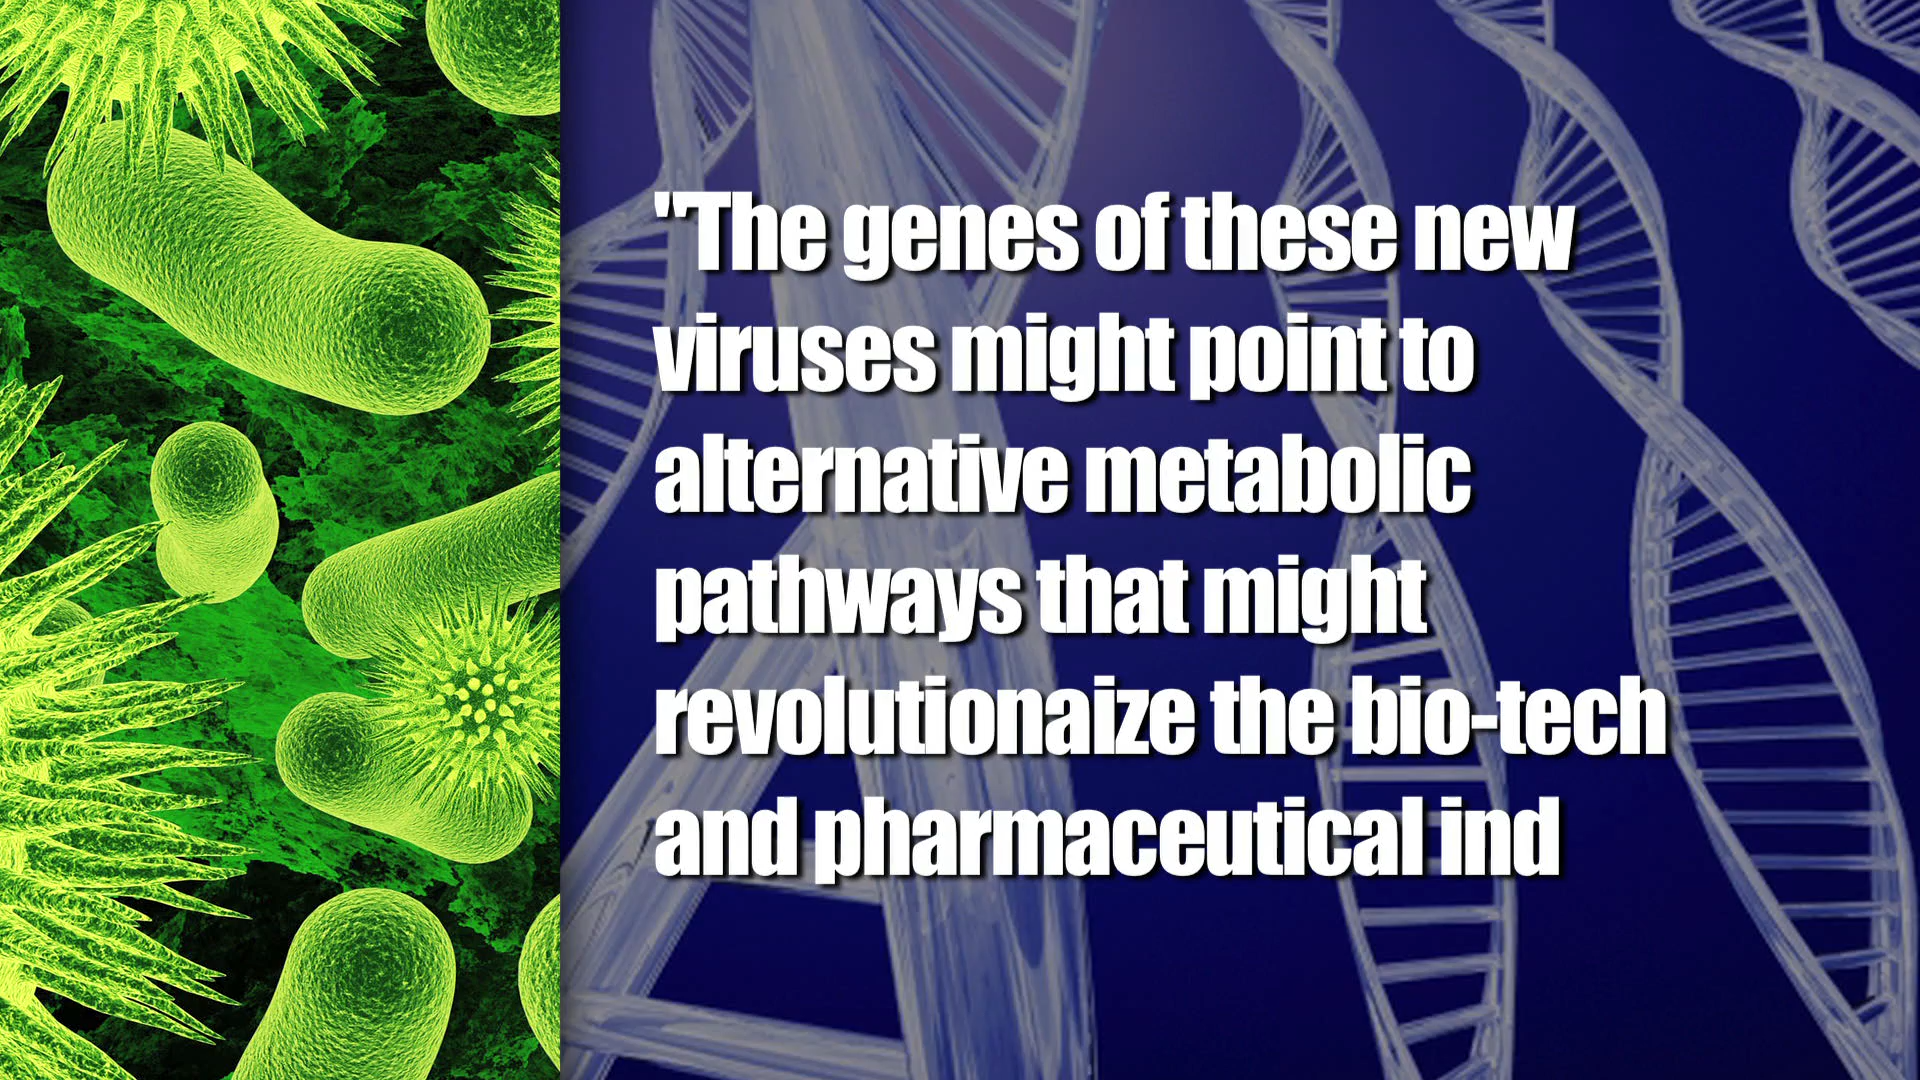 "The genes of these new
viruses might point to
alternative metabolic
pathways that might
revolutionaize the bio-tech
and pharmaceutical ind